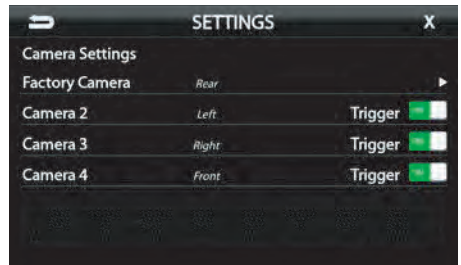 SETTINGS X
Camera Settings
Factory Camera Rear
Camera 2 Left Trigger
Camera 3 Right Trigger
Camera 4 Front Trigger